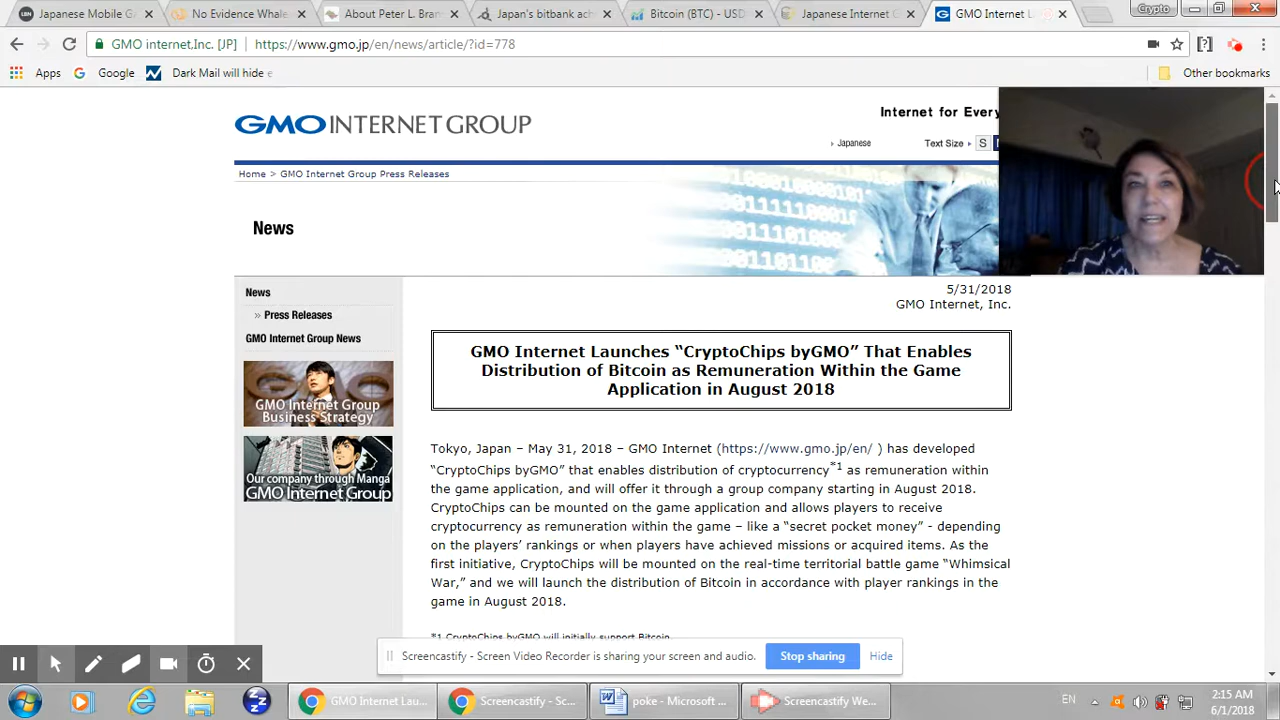 Japanese Mobile G
No Evidence Whale
About Peter L. Bran
Japan's bitbank ac
Bitcoin (BTC) - USD
Japanese Internet C
GMO Internet L
Crypto
GMO internet.Inc. [JP] https://www.gmo.jp/en/news/article/?id=778
Apps Google Dark Mail will hide e Other bookmarks
GMO INTERNET GROUP
Internet for Every
Japanese Text Size S
Home > GMO Internet Group Press Releases
News
News
Press Releases
GMO Internet Group News
GMO Internet Group
Business Strategy
Our company through Manga
GMO Internet Group
5/31/2018
GMO Internet, Inc.
GMO Internet Launches “CryptoChips byGMO” That Enables
Distribution of Bitcoin as Remuneration Within the Game
Application in August 2018
Tokyo, Japan – May 31, 2018 – GMO Internet (https://www.gmo.jp/en/ ) has developed
“CryptoChips byGMO” that enables distribution of cryptocurrency*1 as remuneration within
the game application, and will offer it through a group company starting in August 2018.
CryptoChips can be mounted on the game application and allows players to receive
cryptocurrency as remuneration within the game – like a “secret pocket money” - depending
on the players’ rankings or when players have achieved missions or acquired items. As the
first initiative, CryptoChips will be mounted on the real-time territorial battle game “Whimsical
War,” and we will launch the distribution of Bitcoin in accordance with player rankings in the
game in August 2018.
*1 CryptoChips byGMO will initially support Bitcoin.
Screencastify - Screen Video Recorder is sharing your screen and audio. Stop sharing Hide
GMO Internet Lau...
Screencastify - Sc...
poke - Microsoft ...
Screencastify We...
EN
2:15 AM
6/1/2018